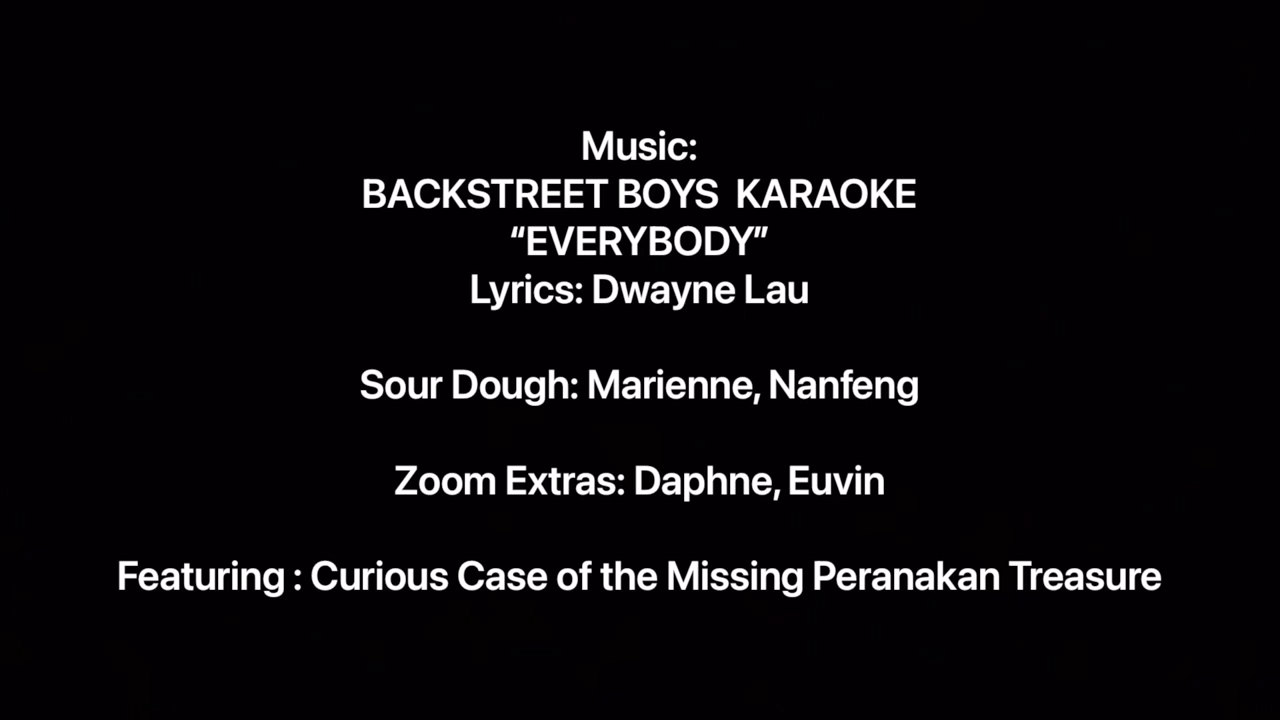 Music:
BACKSTREET BOYS  KARAOKE
“EVERYBODY”
Lyrics: Dwayne Lau
Sour Dough: Marienne, Nanfeng
Zoom Extras: Daphne, Euvin
Featuring : Curious Case of the Missing Peranakan Treasure